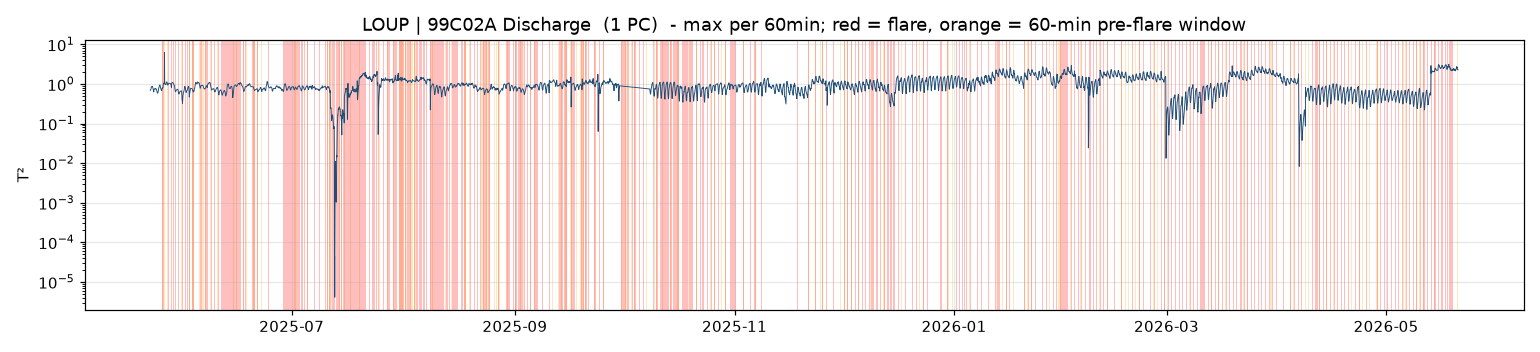 LOUP | 99C02A Discharge  (1 PC)  - max per 60min; red = flare, orange = 60-min pre-flare window
T²
10¹
10⁰
10⁻¹
10⁻²
10⁻³
10⁻⁴
10⁻⁵
2025-07 2025-09 2025-11 2026-01 2026-03 2026-05